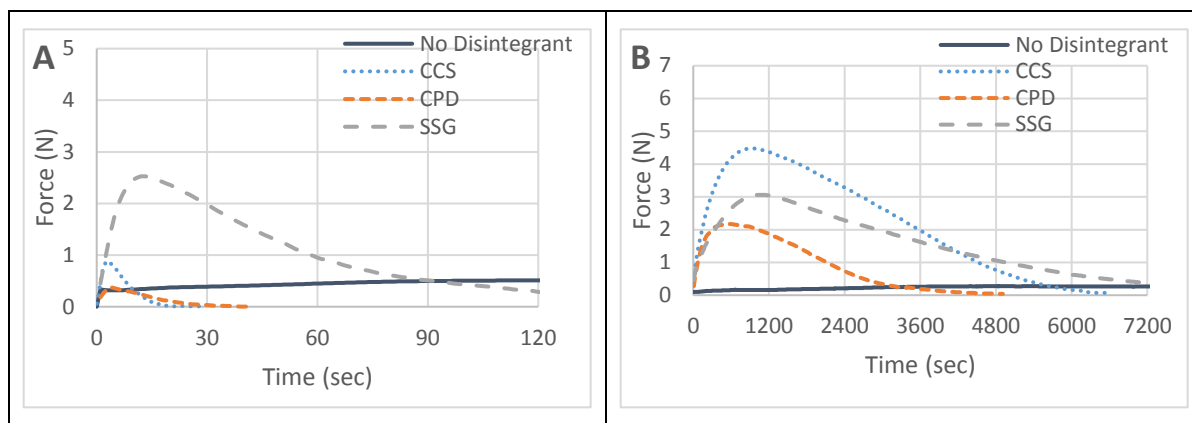 A
No Disintegrant
CCS
CPD
SSG
5
4
3
2
1
0
Force (N)
0 30 60 90 120
Time (sec)
B
No Disintegrant
CCS
CPD
SSG
7
6
5
4
3
2
1
0
Force (N)
0 1200 2400 3600 4800 6000 7200
Time (sec)